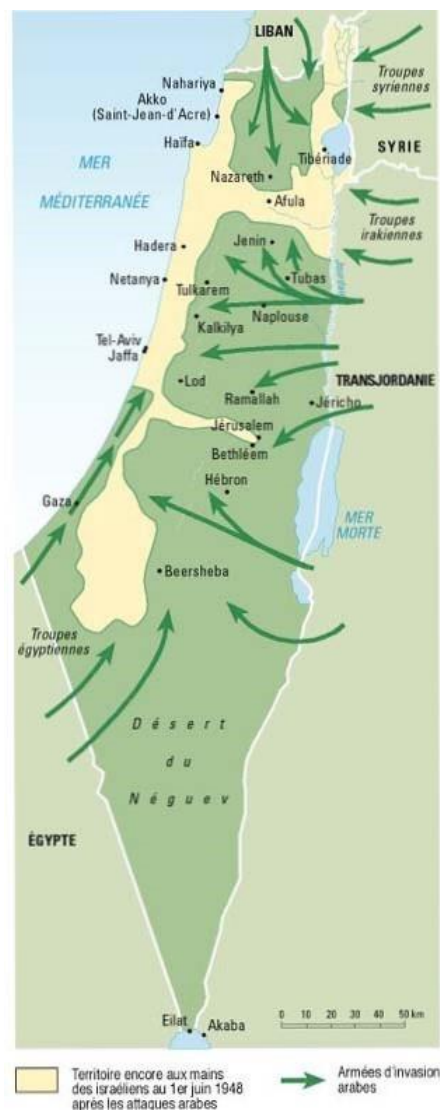 LIBAN
Nahariya
Akko
(Saint-Jean-d'Acre)
Troupes
syriennes
Haïfa
Tibériade
SYRIE
MER
MÉDITERRANÉE
Nazareth
Afula
Troupes
irakiennes
Hadera
Jenin
Netanya
Tubas
Tulkarem
Naplouse
Kalkilya
Tel-Aviv
Jaffa
Lod
TRANSJORDANIE
Ramallah
Jéricho
Jérusalem
Bethléem
Hébron
Gaza
MER
MORTE
Beersheba
Troupes
égyptiennes
Désert
du
Néguev
ÉGYPTE
Eilat
Akaba
0 10 20 30 40 50 km
Territoire encore aux mains
des israéliens au 1er juin 1948
après les attaques arabes
Armées d'invasion
arabes